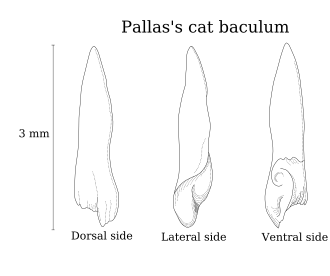 Pallas's cat baculum
3 mm
Dorsal side
Lateral side
Ventral side